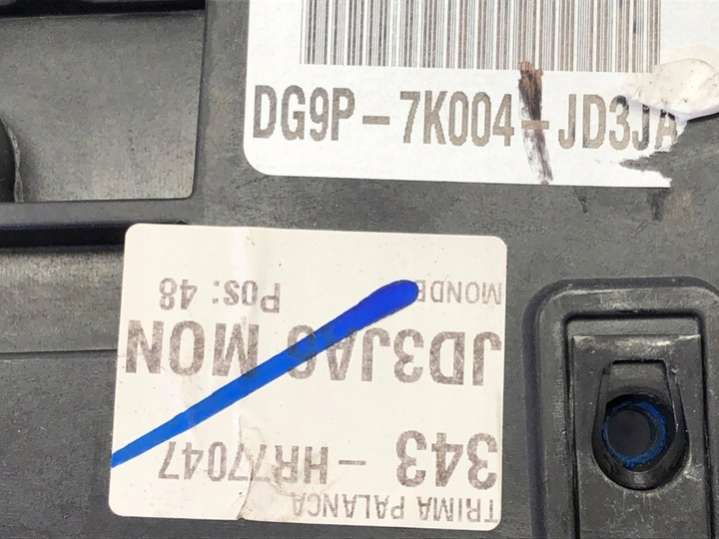 DG9P-7K004-JD3JA
TRIMA PALANCA
343 - HR77047
JD3JA6 MON
MONDE Pos: 48